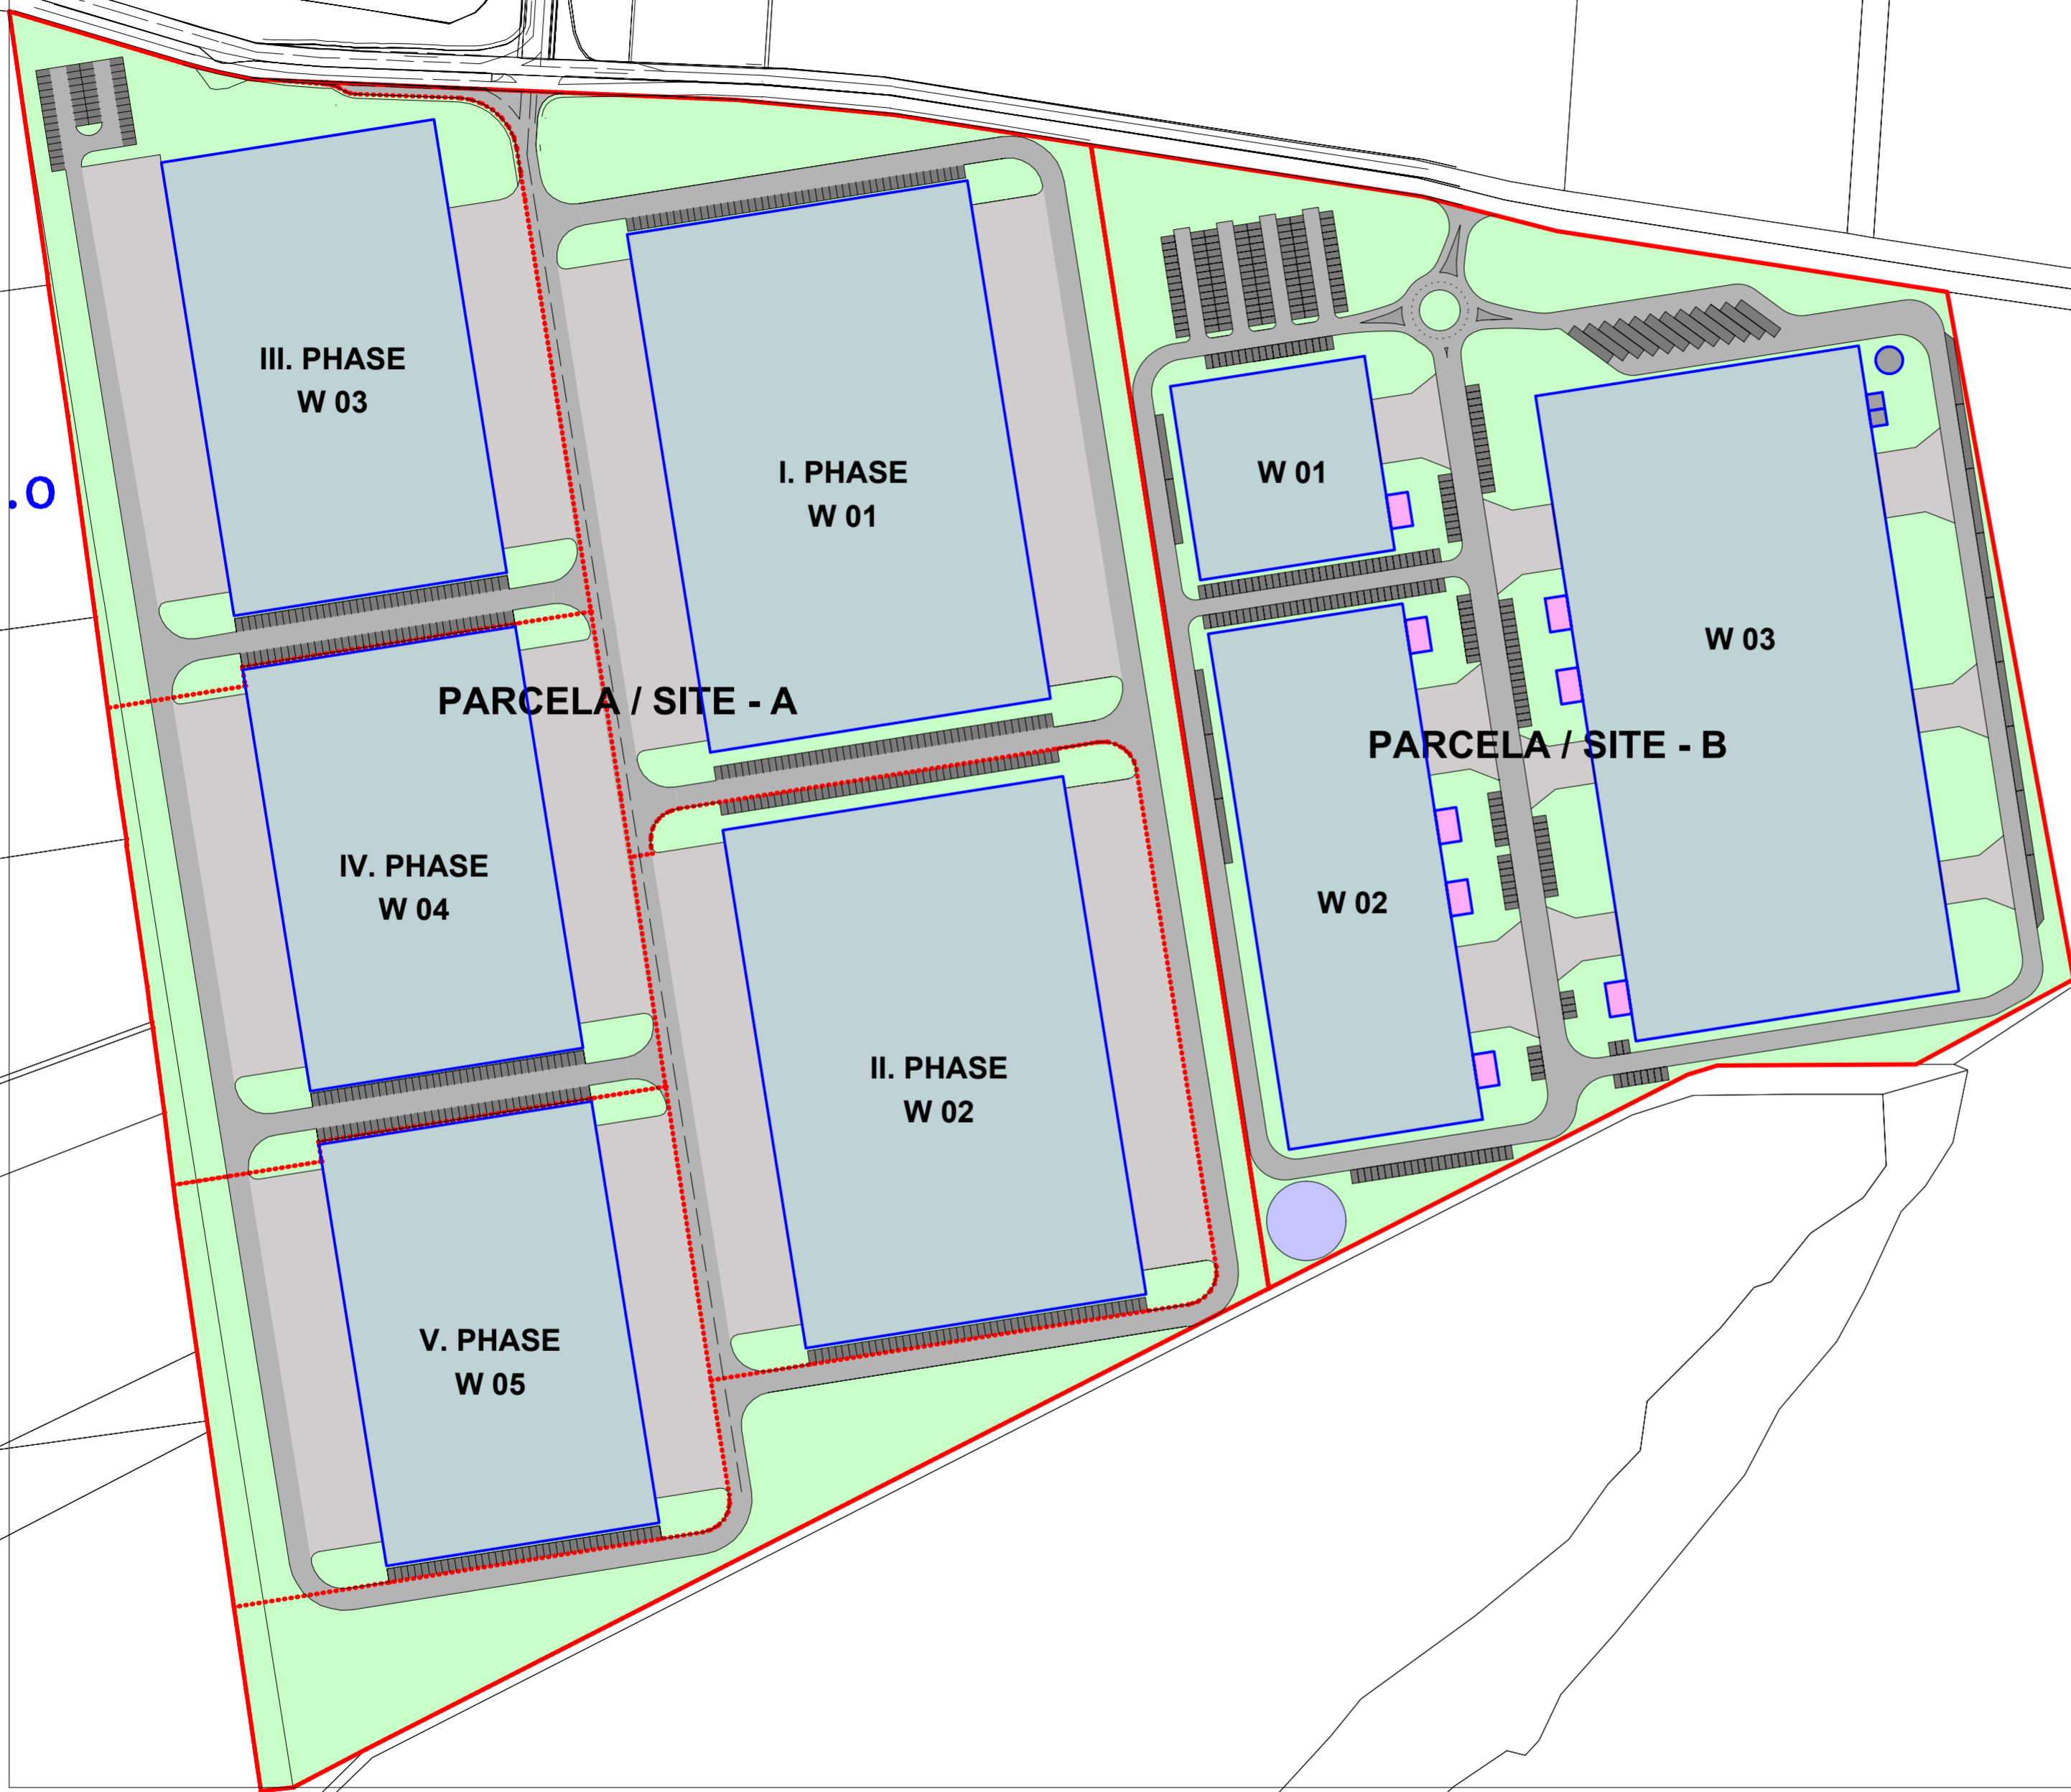 III. PHASE
W 03
I. PHASE
W 01
W 01
.O
W 03
PARCELA / SITE - A
PARCELA / SITE - B
IV. PHASE
W 04
W 02
II. PHASE
W 02
V. PHASE
W 05